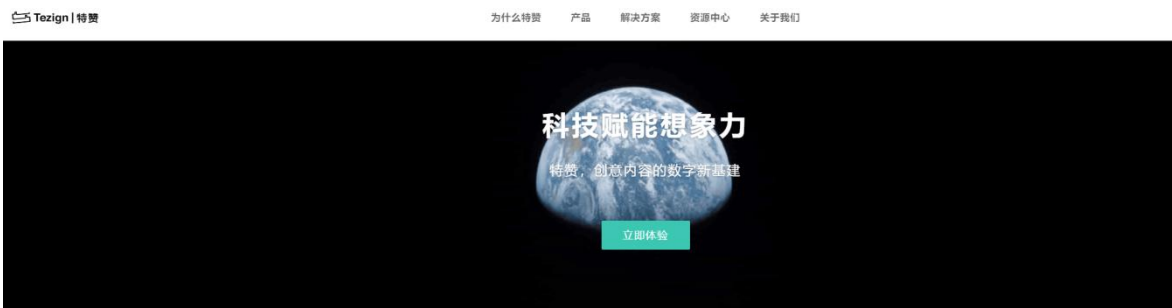 Tezign | 特赞
为什么特赞 产品 解决方案 资源中心 关于我们
科技赋能想象力
特赞，创意内容的数字新基建
立即体验